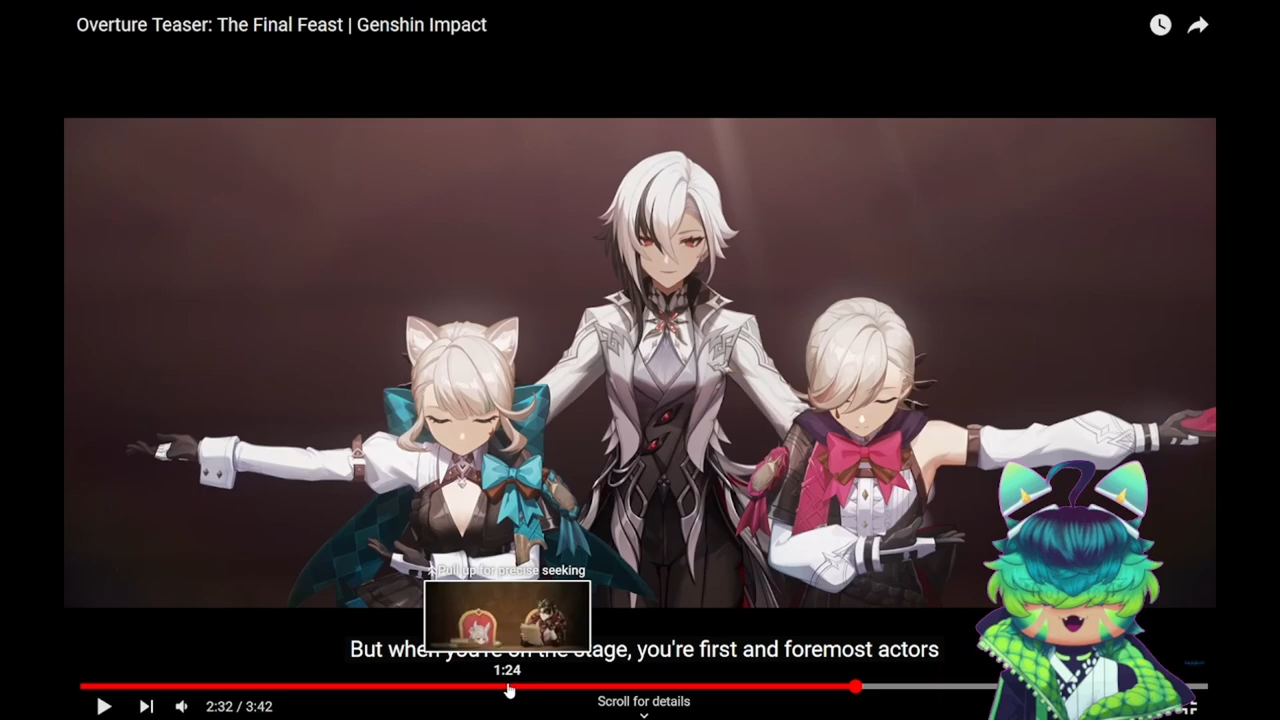 Overture Teaser: The Final Feast | Genshin Impact
Pull up for precise seeking
But when you're on the stage, you're first and foremost actors
1:24
Scroll for details
2:32 / 3:42